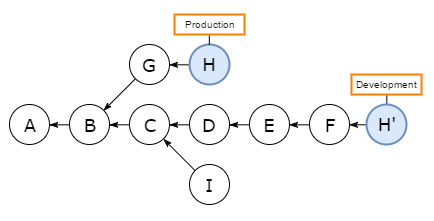 Production
G H
Development
A B C D E F H'
I